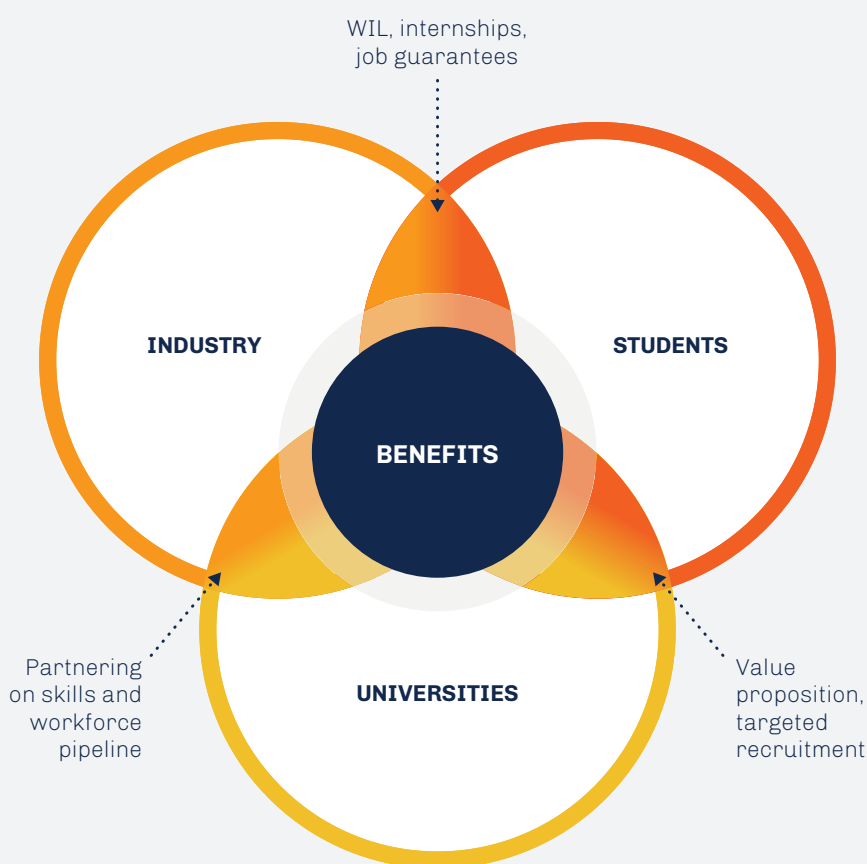 WIL, internships,
job guarantees
INDUSTRY
STUDENTS
BENEFITS
Partnering
on skills and
workforce
pipeline
UNIVERSITIES
Value
proposition,
targeted
recruitment